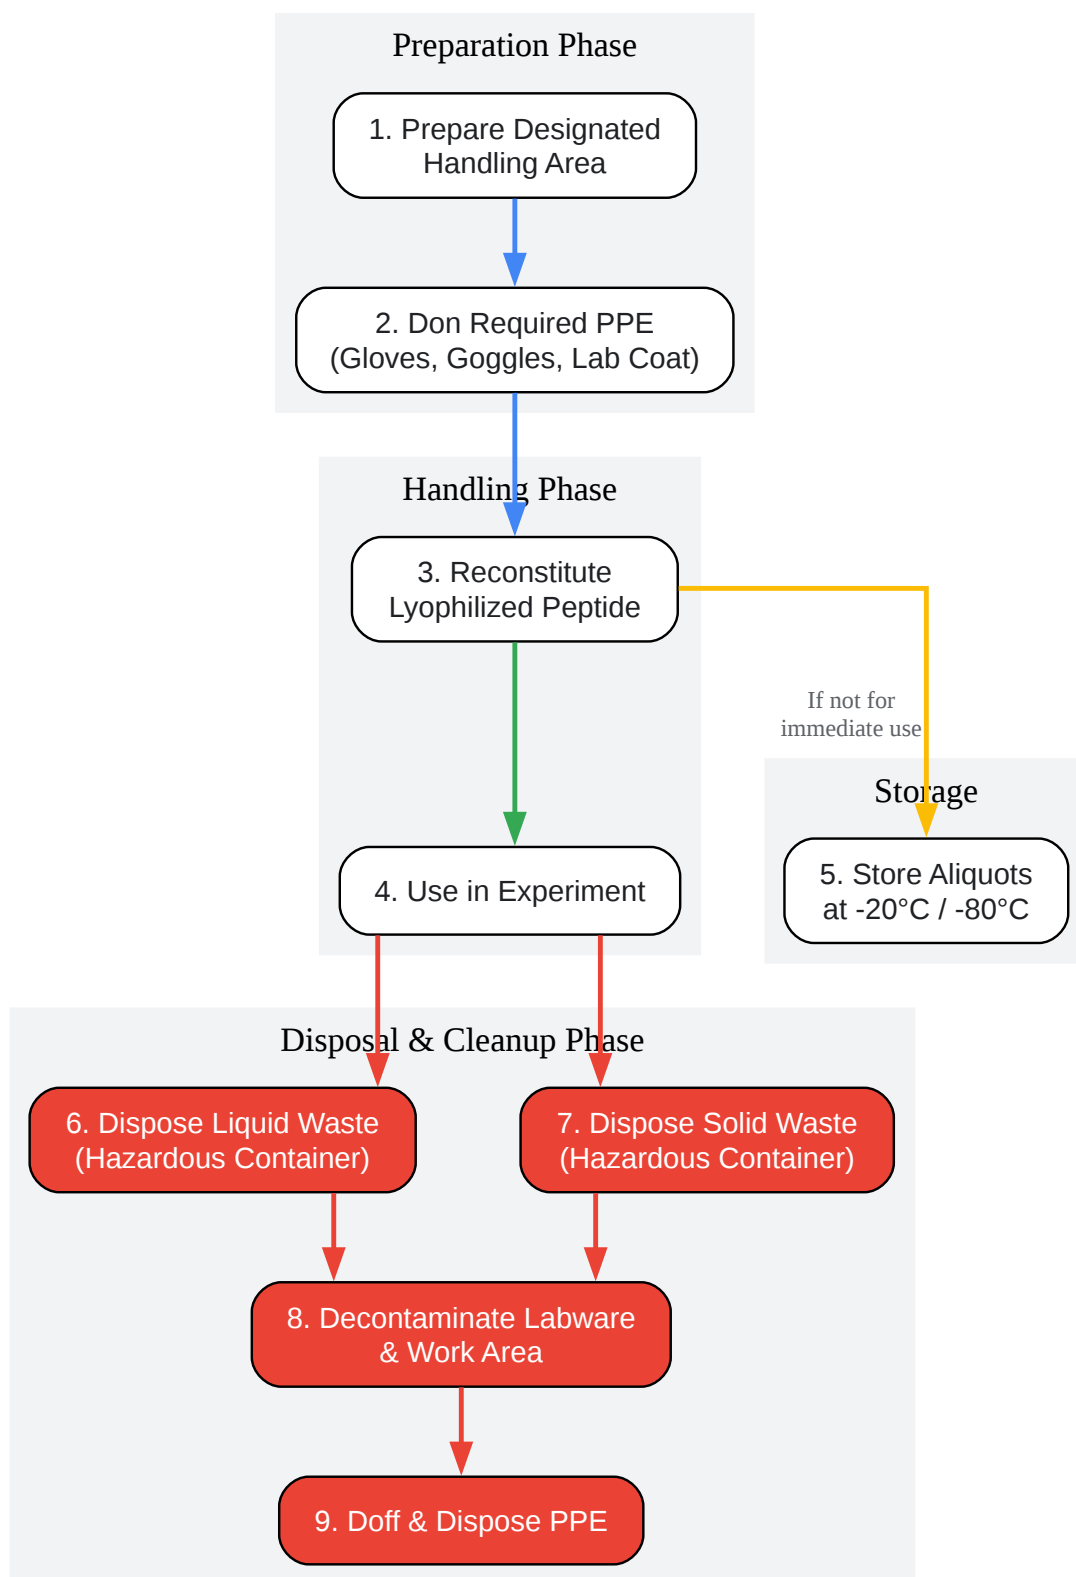 Preparation Phase
1. Prepare Designated
Handling Area
2. Don Required PPE
(Gloves, Goggles, Lab Coat)
Handling Phase
3. Reconstitute
Lyophilized Peptide
If not for
immediate use
Storage
4. Use in Experiment
5. Store Aliquots
at -20°C / -80°C
Disposal & Cleanup Phase
6. Dispose Liquid Waste
(Hazardous Container)
7. Dispose Solid Waste
(Hazardous Container)
8. Decontaminate Labware
& Work Area
9. Doff & Dispose PPE